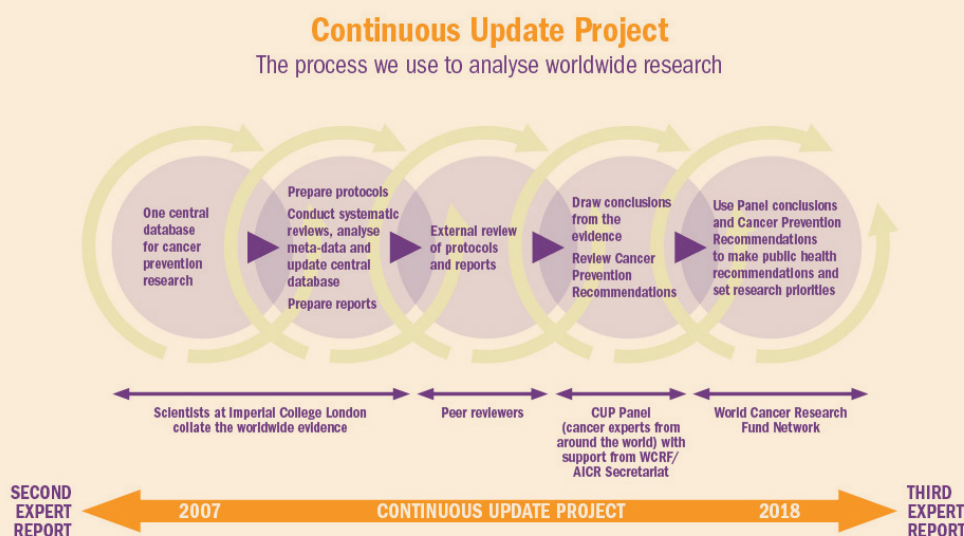 Continuous Update Project
The process we use to analyse worldwide research
One central
database
for cancer
prevention
research
Prepare protocols
Conduct systematic
reviews, analyse
meta-data and
update central
database
Prepare reports
External review
of protocols
and reports
Draw conclusions
from the
evidence
Review Cancer
Prevention
Recommendations
Use Panel conclusions
and Cancer Prevention
Recommendations
to make public health
recommendations and
set research priorities
Scientists at Imperial College London
collate the worldwide evidence
Peer reviewers
CUP Panel
(cancer experts from
around the world) with
support from WCRF/
AICR Secretariat
World Cancer Research
Fund Network
SECOND
EXPERT
REPORT
2007
CONTINUOUS UPDATE PROJECT
2018
THIRD
EXPERT
REPORT